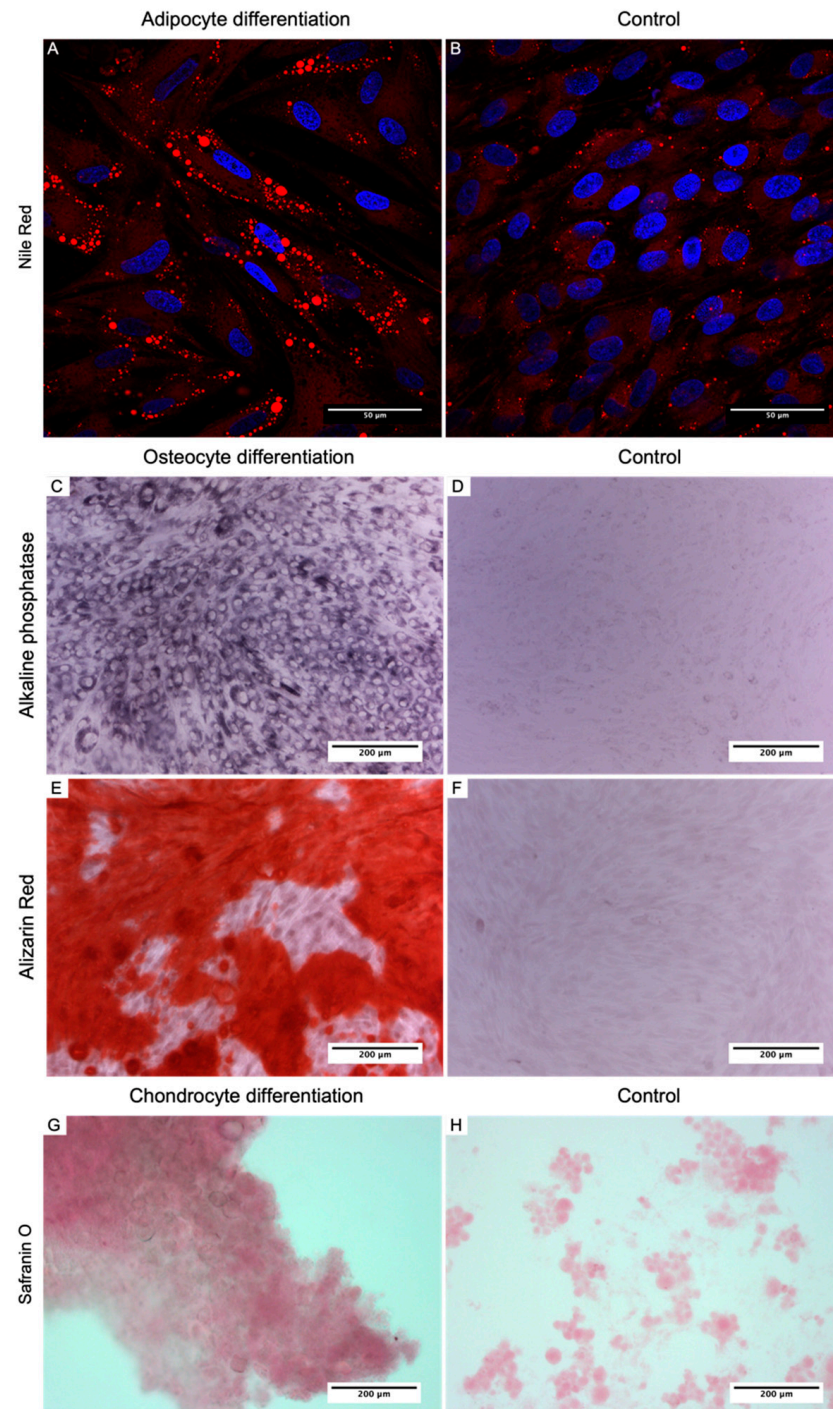 Adipocyte differentiation
Control
A
B
Nile Red
50 µm
50 µm
Osteocyte differentiation
Control
C
D
Alkaline phosphatase
200 µm
200 µm
E
F
Alizarin Red
200 µm
200 µm
Chondrocyte differentiation
Control
G
H
Safranin O
200 µm
200 µm